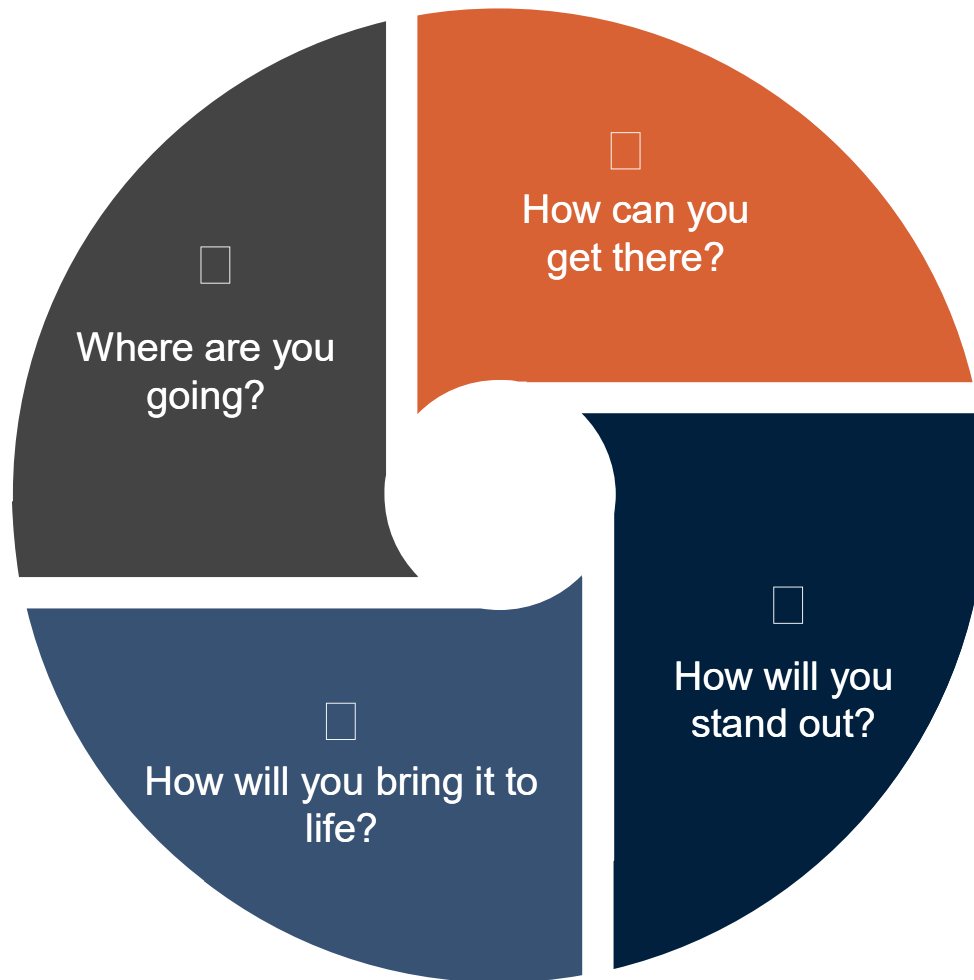 Where are you
going?
How can you
get there?
How will you
stand out?
How will you bring it to
life?